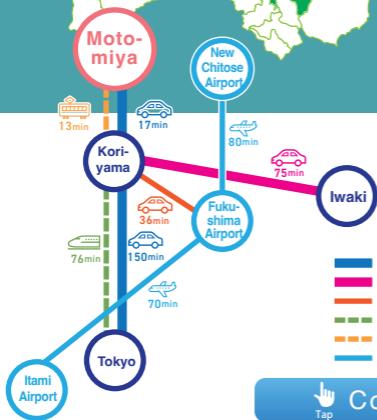 Moto-
miya
New
Chitose
Airport
13min
17min
80min
Kori-
yama
75min
Iwaki
36min
Fuku-
shima
Airport
76min
150min
70min
Tokyo
Itami
Airport
Tap
Co